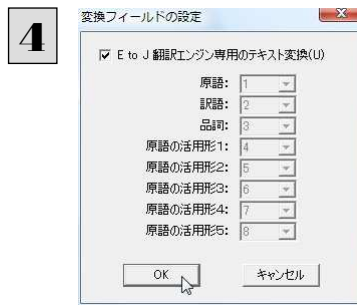 4
変換フィールドの設定
E to J 翻訳エンジン専用のテキスト変換(U)
原語: 1
訳語: 2
品詞: 3
原語の活用形1: 4
原語の活用形2: 5
原語の活用形3: 6
原語の活用形4: 7
原語の活用形5: 8
OK キャンセル